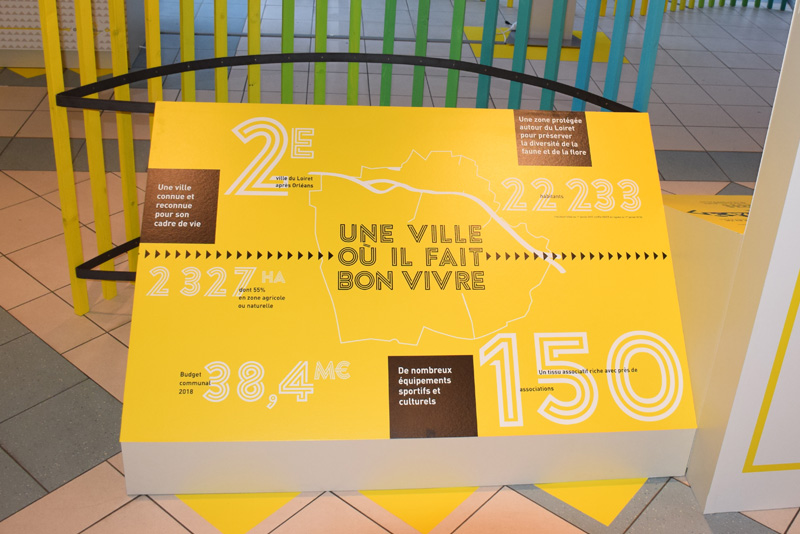 2E
ville du Loiret
après Orléans
Une zone protégée
autour du Loiret
pour préserver
la diversité de la
faune et de la flore
Une ville
connue et
reconnue
pour son
cadre de vie
22 233
habitants
UNE VILLE
OÙ IL FAIT
BON VIVRE
2 327 HA
dont 55%
en zone agricole
ou naturelle
Budget
communal
2018
38,4 M€
De nombreux
équipements
sportifs et
culturels
150
Un tissu associatif riche avec près de
associations